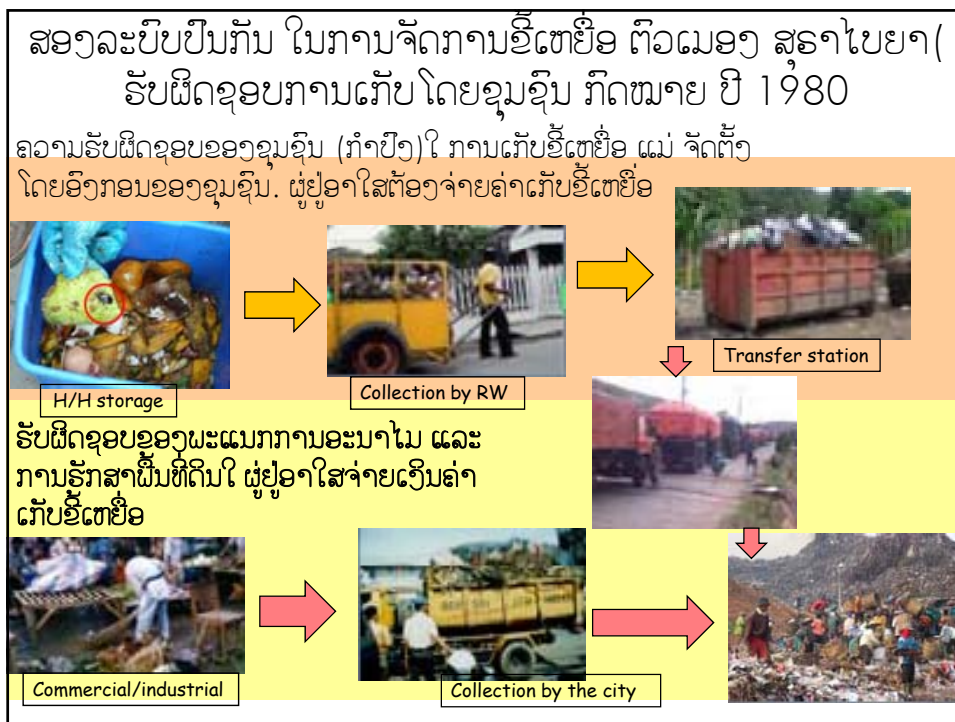 ສອງລະບົບປົນກັນ ໃນການຈັດການຂີ້ເຫຍື່ອ ຕົວເມອງ ສຸຣາໄບຍາ(
ຮັບຜິດຊອບການເກັບໂດຍຊຸມຊົນ ກົດໝາຍ ປີ 1980
ຄວາມຮັບຜິດຊອບຂອງຊຸມຊົນ (ກຳປົງ)ໃ ການເກັບຂີ້ເຫຍື່ອ ແມ່ ຈັດຕັ້ງ
ໂດຍອົງກອນຂອງຊຸມຊົນ. ຜູ່ຢູ່ອາໃສຕ້ອງຈ່າຍຄ່າເກັບຂີ້ເຫຍື່ອ
H/H storage
Collection by RW
Transfer station
ຮັບຜິດຊອບຂອງພະແນກການອະນາໄມ ແລະ
ການຮັກສາພື້ນທີ່ດິນໃ ຜູ່ຢູ່ອາໃສຈ່າຍເງິນຄ່າ
ເກັບຂີ້ເຫຍື່ອ
Commercial/industrial
Collection by the city